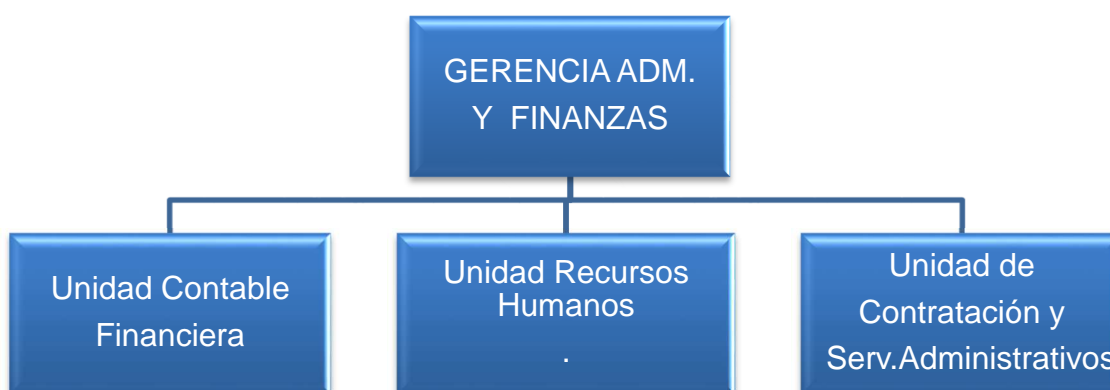 GERENCIA ADM.
Y FINANZAS
Unidad Contable
Financiera
Unidad Recursos
Humanos
.
Unidad de
Contratación y
Serv.Administrativos